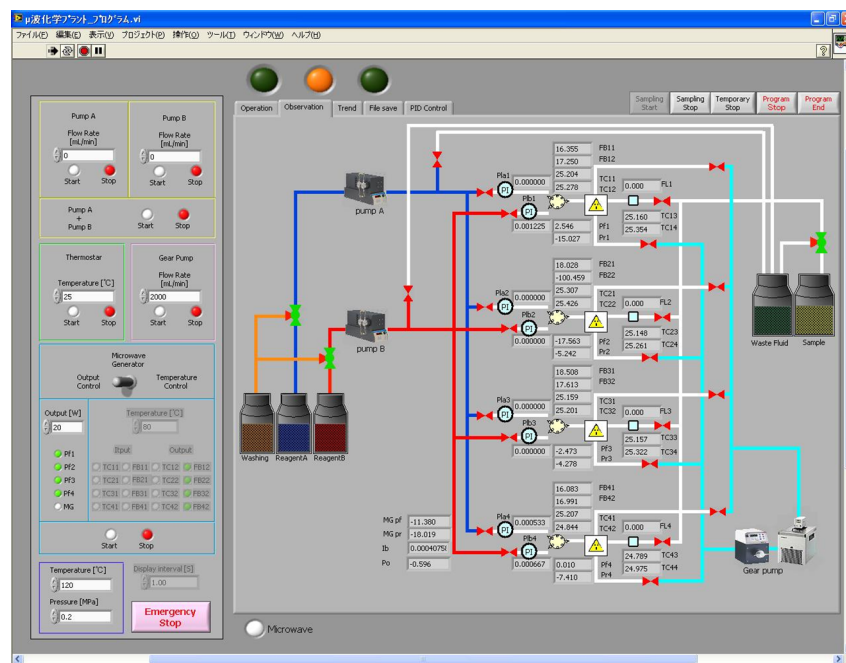 μ波化学プラント_プログラム.vi
ファイル(F) 編集(E) 表示(V) プロジェクト(P) 操作(O) ツール(T) ウィンドウ(W) ヘルプ(H)
Operation Observation Trend File save PID Control
Sampling Start
Sampling Stop
Temporary Stop
Program Stop
Program End
Pump A
Flow Rate [mL/min]
0
Start Stop
Pump B
Flow Rate [mL/min]
0
Start Stop
Pump A + Pump B
Start Stop
Thermostar
Temperature [℃]
25
Start Stop
Gear Pump
Flow Rate [mL/min]
2000
Start Stop
Microwave Generator
Output Control
Temperature Control
Output [W]
20
Temperature [℃]
80
Input Output
Pf1
Pf2 TC11 FB11 TC12 FB12
Pf3 TC21 FB21 TC22 FB22
Pf4 TC31 FB31 TC32 FB32
MG TC41 FB41 TC42 FB42
Start Stop
Temperature [℃]
120
Pressure [MPa]
0.2
Display interval [S]
1.00
Emergency Stop
Microwave
pump A
pump B
Washing ReagentA ReagentB
MG pf -11.380
MG pr -18.019
Ib 0.0004075
Po -0.596
16.355 FB11
17.250 FB12
Pla1 0.000000
PI
25.204 TC11
25.278 TC12
0.000 FL1
Plb1
PI
0.001225
25.160 TC13
25.354 TC14
2.546 Pf1
-15.027 Pr1
18.028 FB21
-100.459 FB22
Pla2 0.000000
PI
25.307 TC21
25.426 TC22
0.000 FL2
Plb2
PI
0.000000
25.148 TC23
25.261 TC24
-17.563 Pf2
-5.242 Pr2
18.508 FB31
17.613 FB32
Pla3 0.000000
PI
25.159 TC31
25.201 TC32
0.000 FL3
Plb3
PI
0.000000
25.157 TC33
25.322 TC34
-2.473 Pf3
-4.278 Pr3
16.083 FB41
16.991 FB42
Pla4 0.000533
PI
25.207 TC41
24.844 TC42
0.000 FL4
Plb4
PI
0.000667
24.789 TC43
24.975 TC44
0.010 Pf4
-7.410 Pr4
Waste Fluid Sample
Gear pump